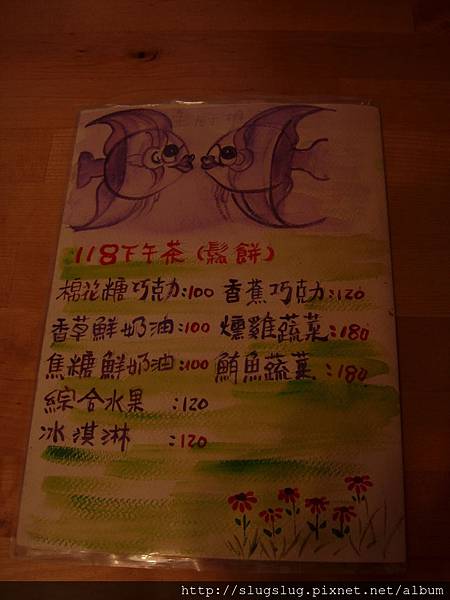 118下午茶(鬆餅)
棉花糖巧克力:100 香蕉巧克力:120
香草鮮奶油:100 燻雞蔬菜:180
焦糖鮮奶油:100 鮪魚蔬菜:180
綜合水果:120
冰淇淋:120
http://slugslug.pixnet.net/album